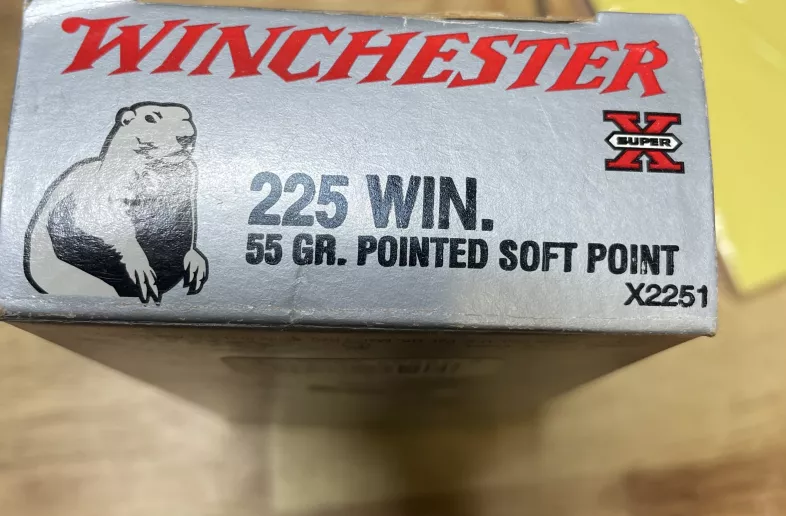 WINCHESTER
SUPER X
225 WIN.
55 GR. POINTED SOFT POINT
X2251